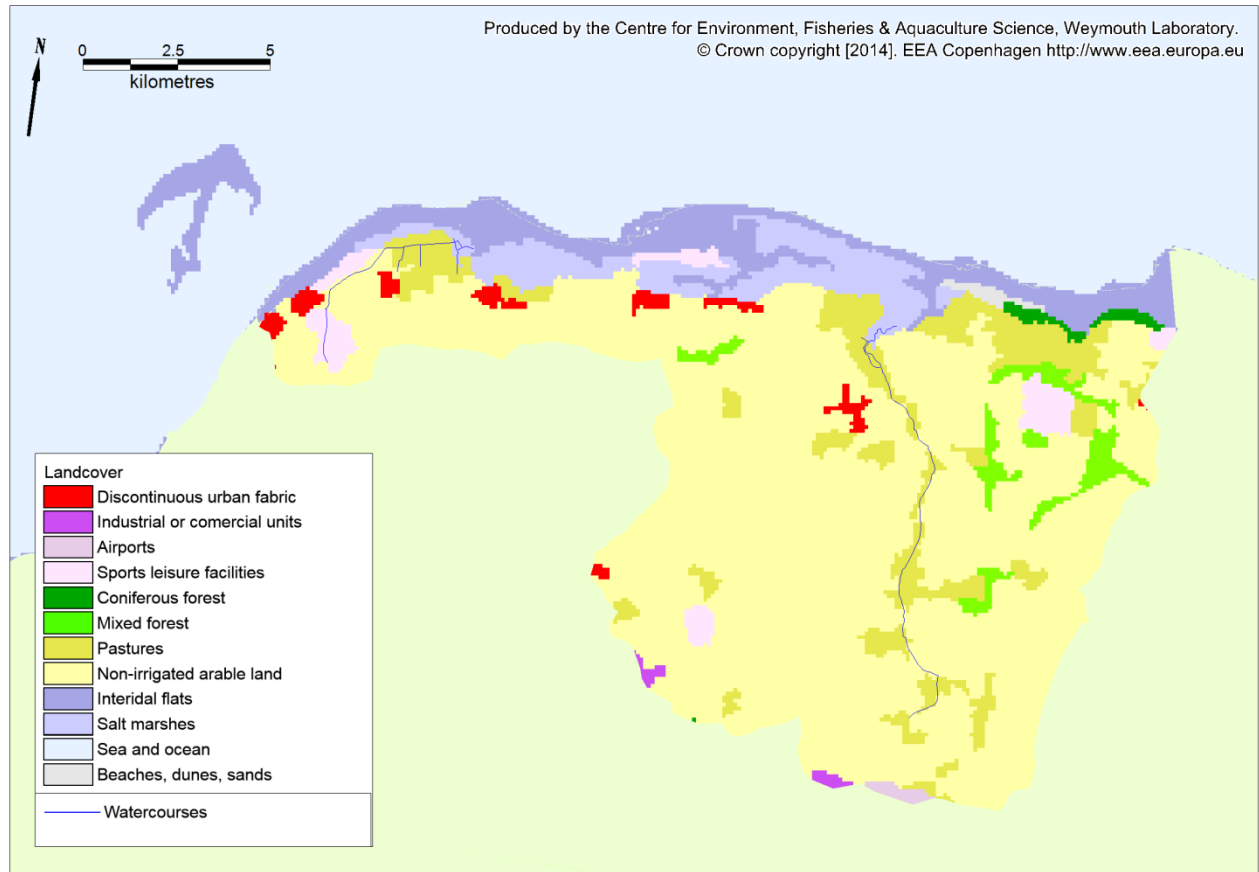 Produced by the Centre for Environment, Fisheries & Aquaculture Science, Weymouth Laboratory.
© Crown copyright [2014]. EEA Copenhagen http://www.eea.europa.eu
N
0 2.5 5
kilometres
Landcover
Discontinuous urban fabric
Industrial or comercial units
Airports
Sports leisure facilities
Coniferous forest
Mixed forest
Pastures
Non-irrigated arable land
Interidal flats
Salt marshes
Sea and ocean
Beaches, dunes, sands
Watercourses